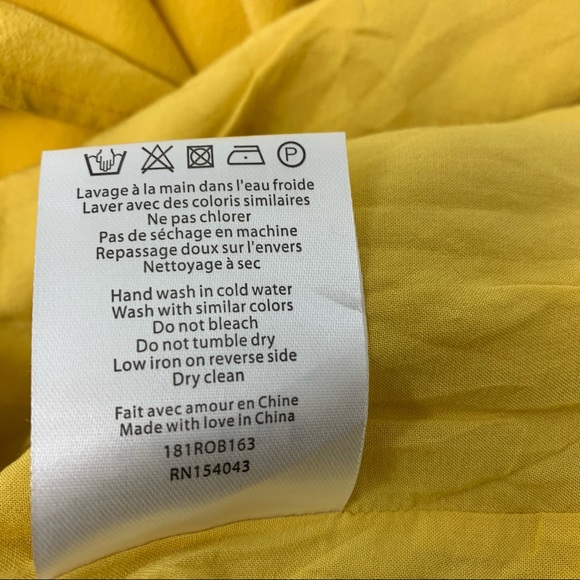 P
Lavage à la main dans l'eau froide
Laver avec des coloris similaires
Ne pas chlorer
Pas de séchage en machine
Repassage doux sur l'envers
Nettoyage à sec
Hand wash in cold water
Wash with similar colors
Do not bleach
Do not tumble dry
Low iron on reverse side
Dry clean
Fait avec amour en Chine
Made with love in China
181ROB163
RN154043